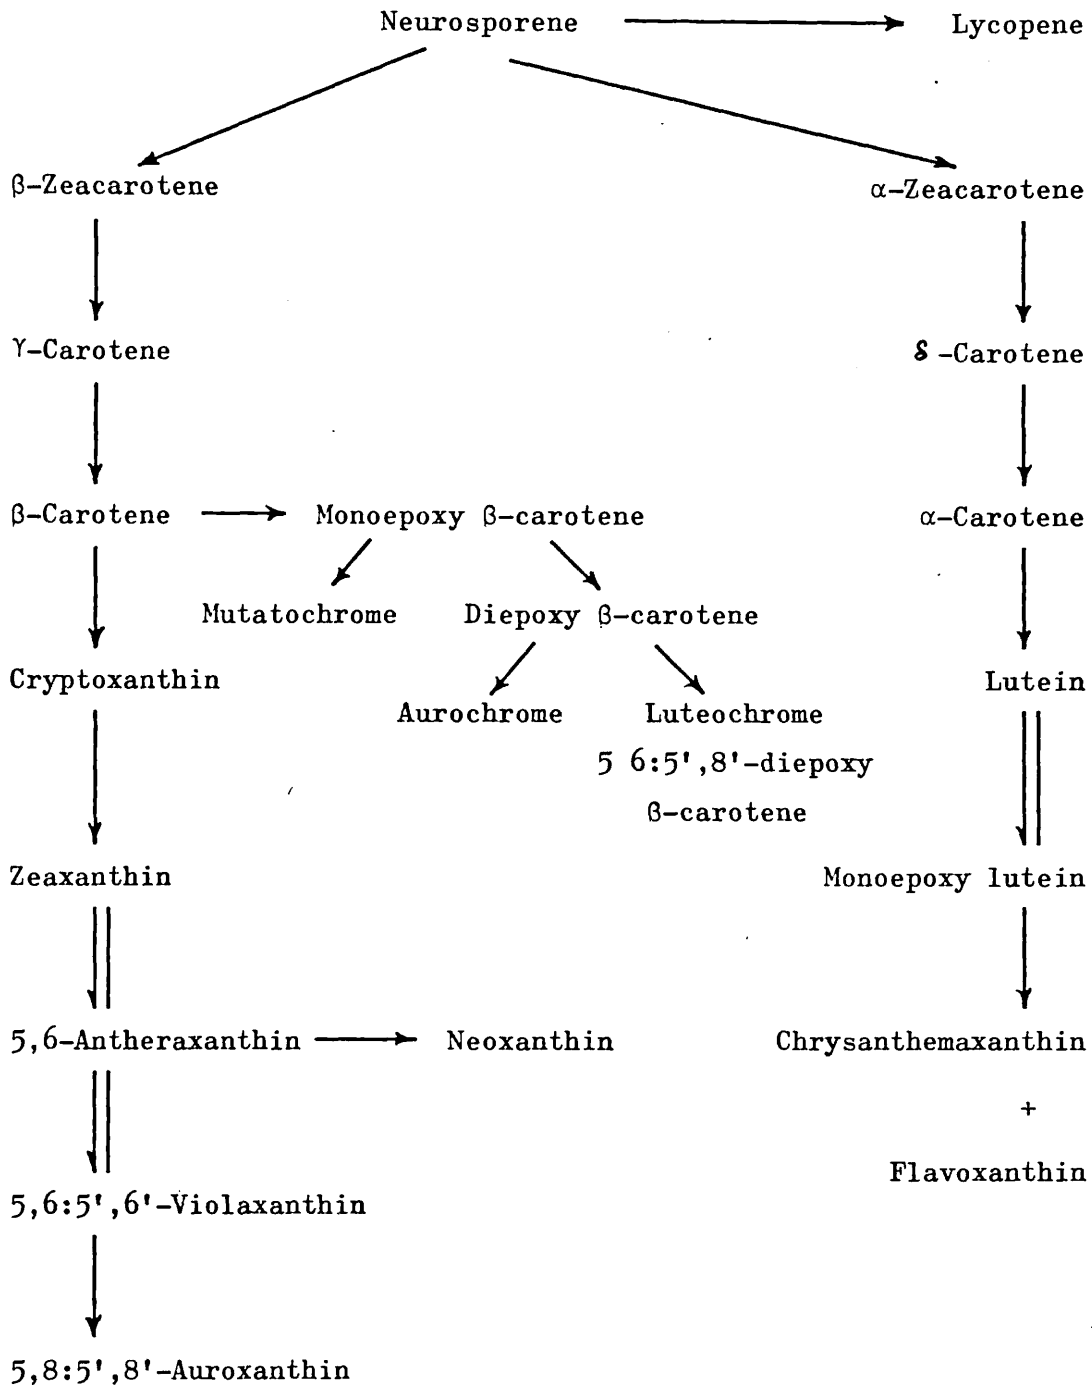 Neurosporene Lycopene
β-Zeacarotene α-Zeacarotene
γ-Carotene δ-Carotene
β-Carotene Monoepoxy β-carotene α-Carotene
Mutatochrome Diepoxy β-carotene
Cryptoxanthin Lutein
Aurochrome Luteochrome
5 6:5',8'-diepoxy
β-carotene
Zeaxanthin Monoepoxy lutein
5,6-Antheraxanthin Neoxanthin Chrysanthemaxanthin
+
Flavoxanthin
5,6:5',6'-Violaxanthin
5,8:5',8'-Auroxanthin